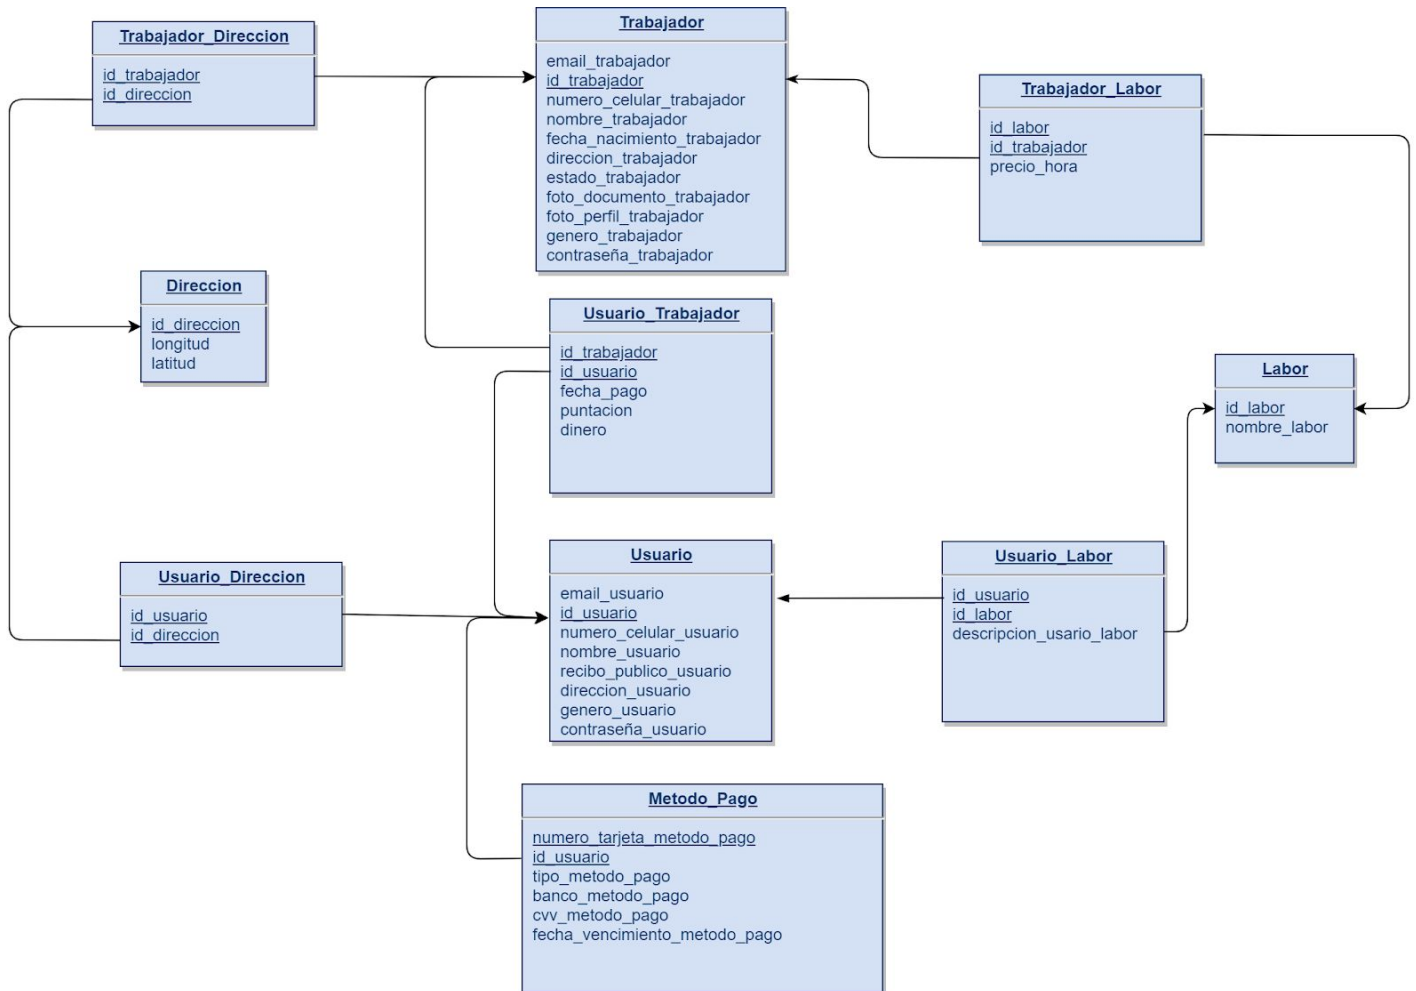 Trabajador_Direccion
id_trabajador
id_direccion
Trabajador
email_trabajador
id_trabajador
numero_celular_trabajador
nombre_trabajador
fecha_nacimiento_trabajador
direccion_trabajador
estado_trabajador
foto_documento_trabajador
foto_perfil_trabajador
genero_trabajador
contraseña_trabajador
Trabajador_Labor
id_labor
id_trabajador
precio_hora
Direccion
id_direccion
longitud
latitud
Usuario_Trabajador
id_trabajador
id_usuario
fecha_pago
puntacion
dinero
Labor
id_labor
nombre_labor
Usuario_Direccion
id_usuario
id_direccion
Usuario
email_usuario
id_usuario
numero_celular_usuario
nombre_usuario
recibo_publico_usuario
direccion_usuario
genero_usuario
contraseña_usuario
Usuario_Labor
id_usuario
id_labor
descripcion_usario_labor
Metodo_Pago
numero_tarjeta_metodo_pago
id_usuario
tipo_metodo_pago
banco_metodo_pago
cvv_metodo_pago
fecha_vencimiento_metodo_pago